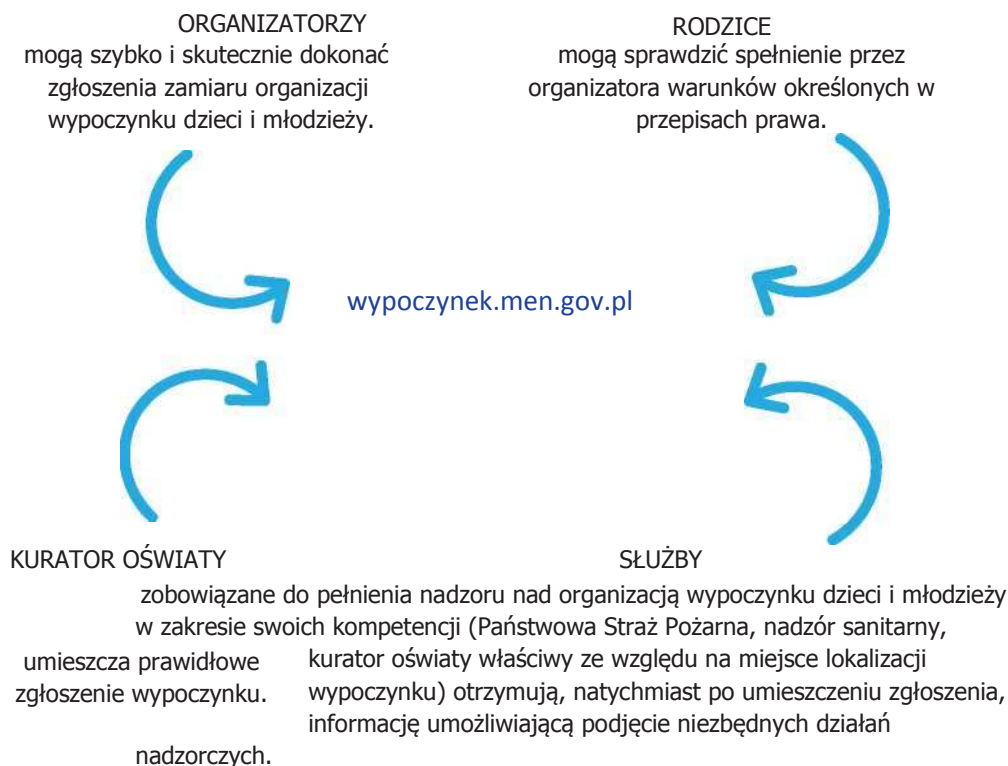 ORGANIZATORZY
mogą szybko i skutecznie dokonać
zgłoszenia zamiaru organizacji
wypoczynku dzieci i młodzieży.
RODZICE
mogą sprawdzić spełnienie przez
organizatora warunków określonych w
przepisach prawa.
wypoczynek.men.gov.pl
KURATOR OŚWIATY
umieszcza prawidłowe
zgłoszenie wypoczynku.
SŁUŻBY
zobowiązane do pełnienia nadzoru nad organizacją wypoczynku dzieci i młodzieży
w zakresie swoich kompetencji (Państwowa Straż Pożarna, nadzór sanitarny,
kurator oświaty właściwy ze względu na miejsce lokalizacji
wypoczynku) otrzymują, natychmiast po umieszczeniu zgłoszenia,
informację umożliwiającą podjęcie niezbędnych działań
nadzorczych.